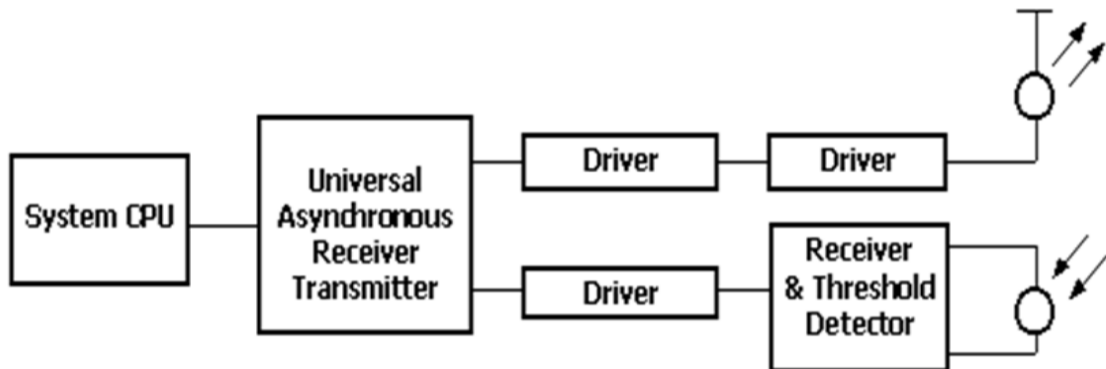 System CPU
Universal
Asynchronous
Receiver
Transmitter
Driver
Driver
Driver
Receiver
& Threshold
Detector